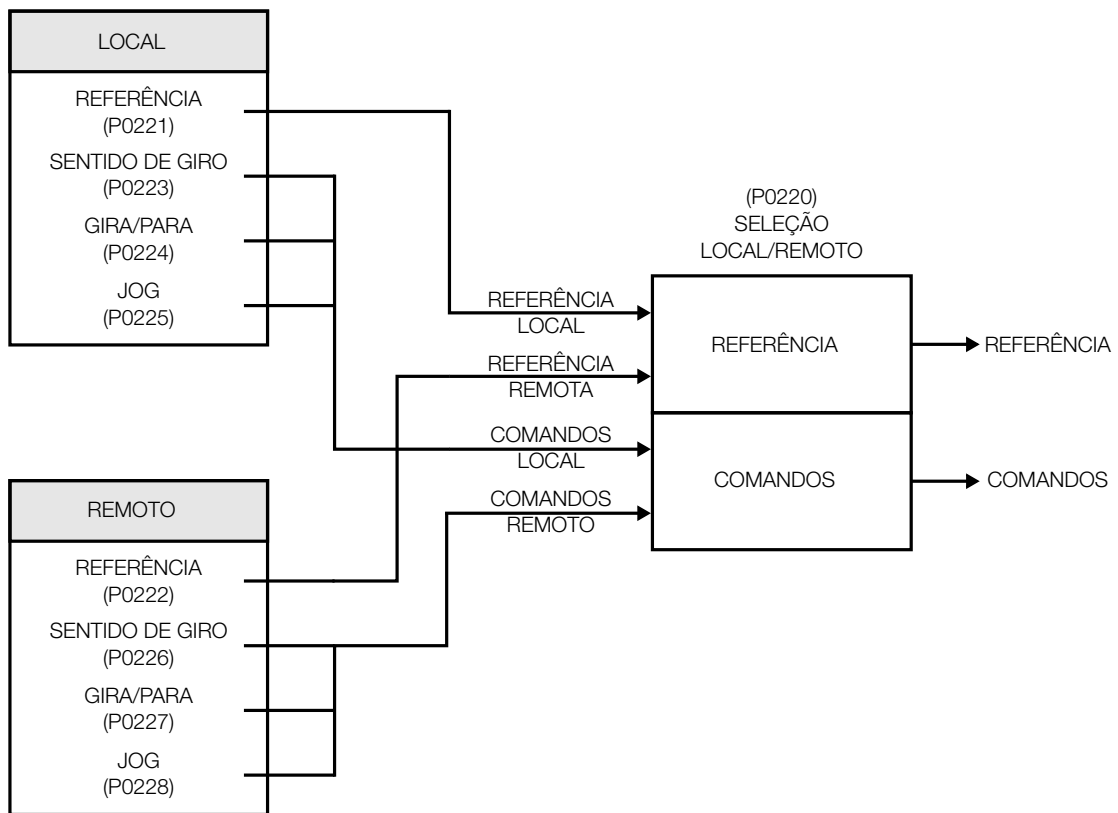 LOCAL
REFERÊNCIA
(P0221)
SENTIDO DE GIRO
(P0223)
GIRA/PARA
(P0224)
JOG
(P0225)
REMOTO
REFERÊNCIA
(P0222)
SENTIDO DE GIRO
(P0226)
GIRA/PARA
(P0227)
JOG
(P0228)
REFERÊNCIA
LOCAL
REFERÊNCIA
REMOTA
COMANDOS
LOCAL
COMANDOS
REMOTO
(P0220)
SELEÇÃO
LOCAL/REMOTO
REFERÊNCIA
COMANDOS
REFERÊNCIA
COMANDOS